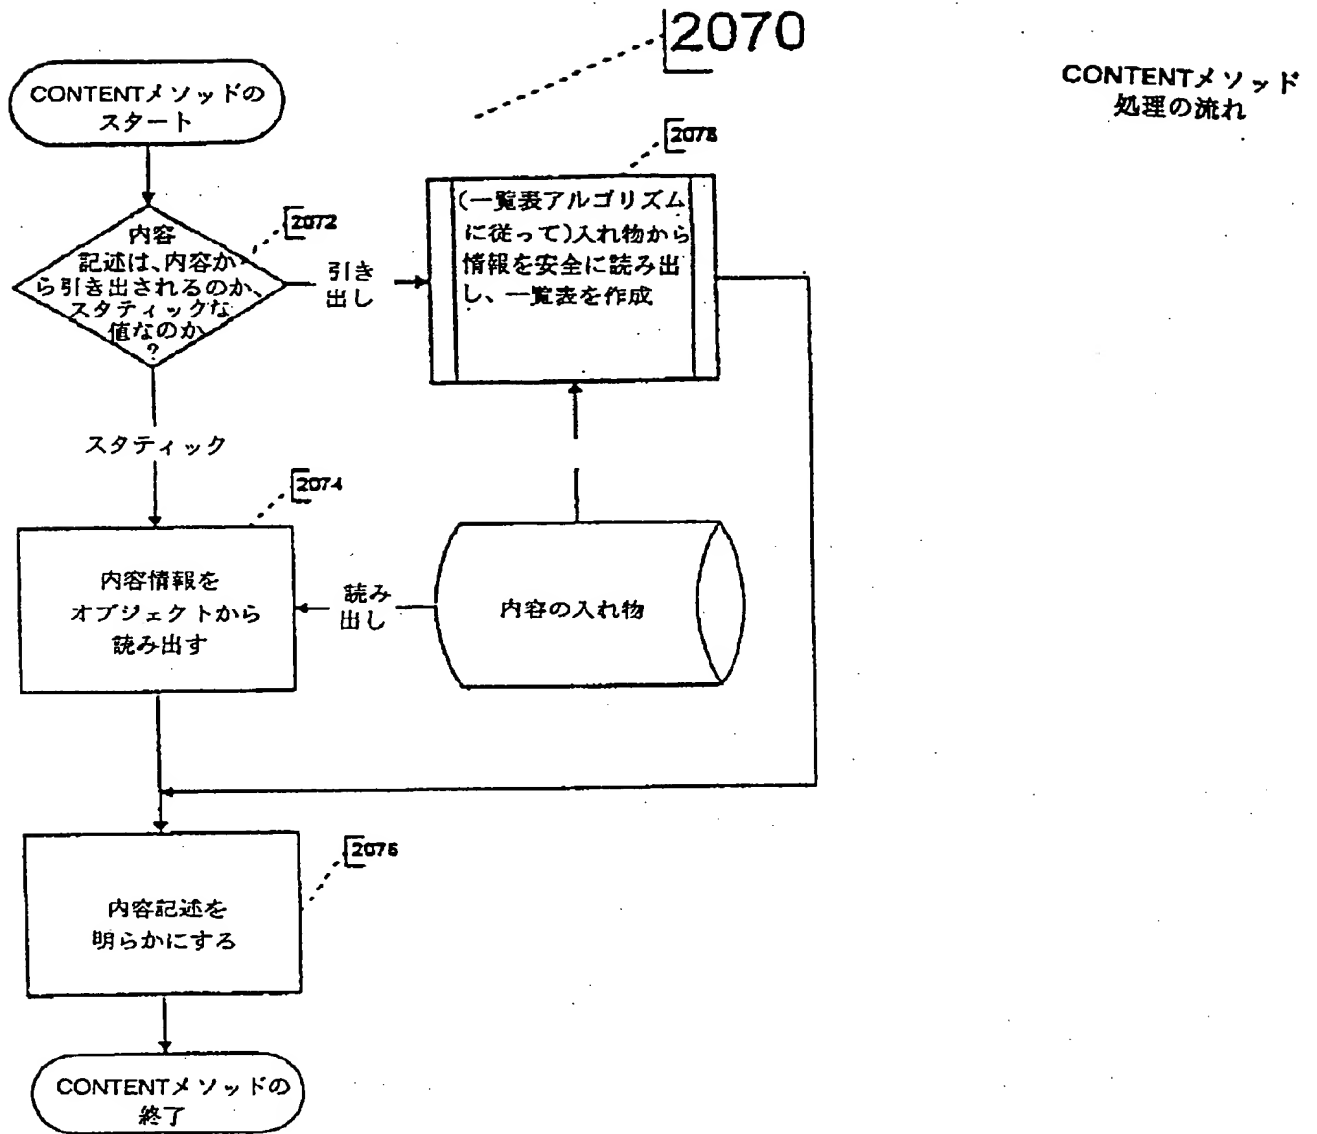 2070
CONTENTメソッド
処理の流れ
CONTENTメソッドの
スタート
2072
内容
記述は、内容か
ら引き出されるのか、
スタティックな
値なのか
?
引き
出し
2078
(一覧表アルゴリズム
に従って)入れ物から
情報を安全に読み出
し、一覧表を作成
スタティック
2074
内容情報を
オブジェクトから
読み出す
読み
出し
内容の入れ物
2076
内容記述を
明らかにする
CONTENTメソッドの
終了